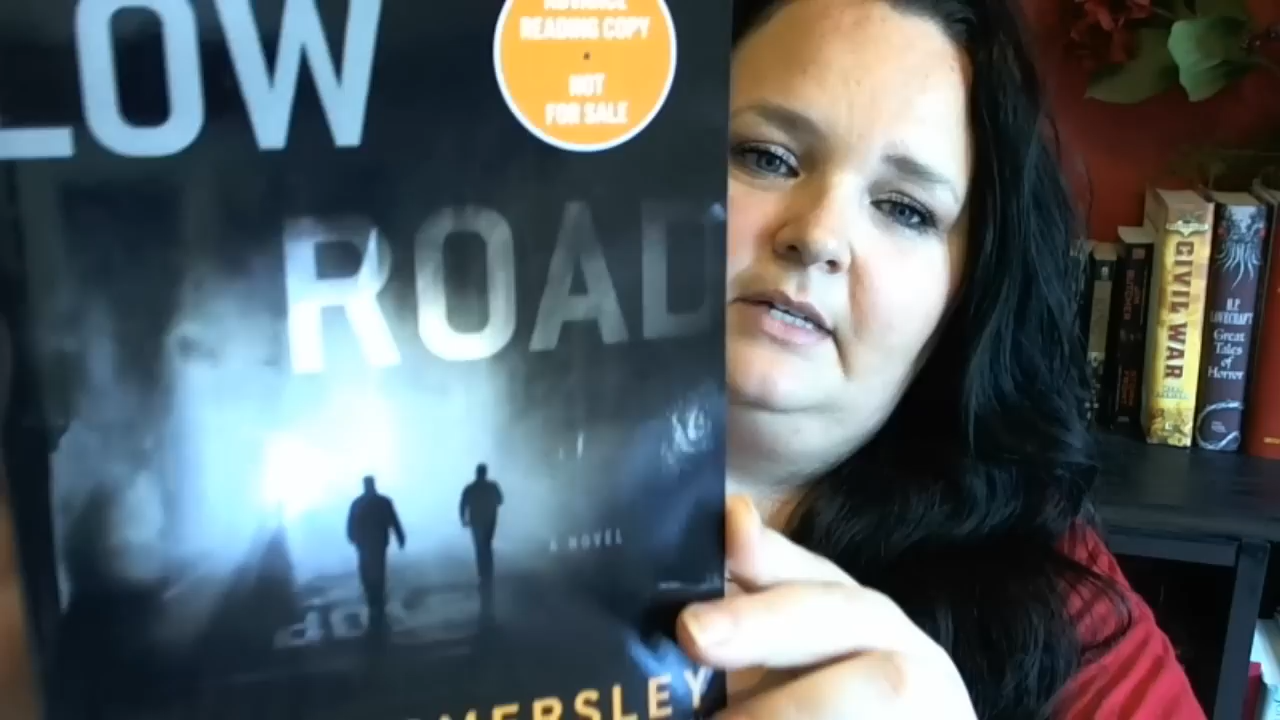 LOW
ROAD
ADVANCE
READING COPY
•
NOT
FOR SALE
A NOVEL
MERSLEY
CIVIL WAR
H.P.
LOVECRAFT
Great
Tales
of
Horror